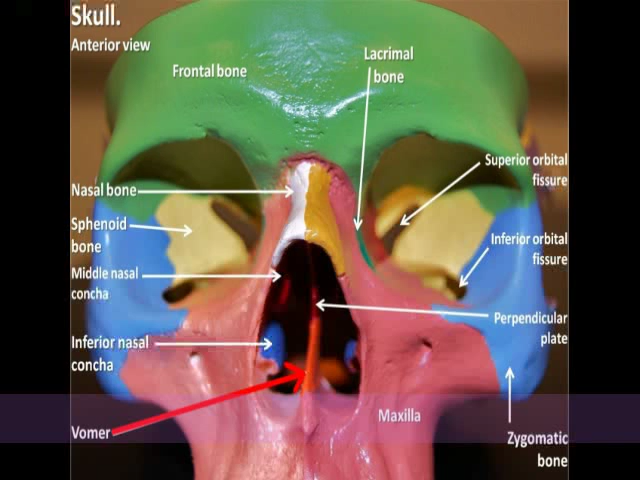 Skull.
Anterior view
Frontal bone
Lacrimal
bone
Superior orbital
fissure
Nasal bone
Sphenoid
bone
Inferior orbital
fissure
Middle nasal
concha
Perpendicular
plate
Inferior nasal
concha
Maxilla
Vomer
Zygomatic
bone